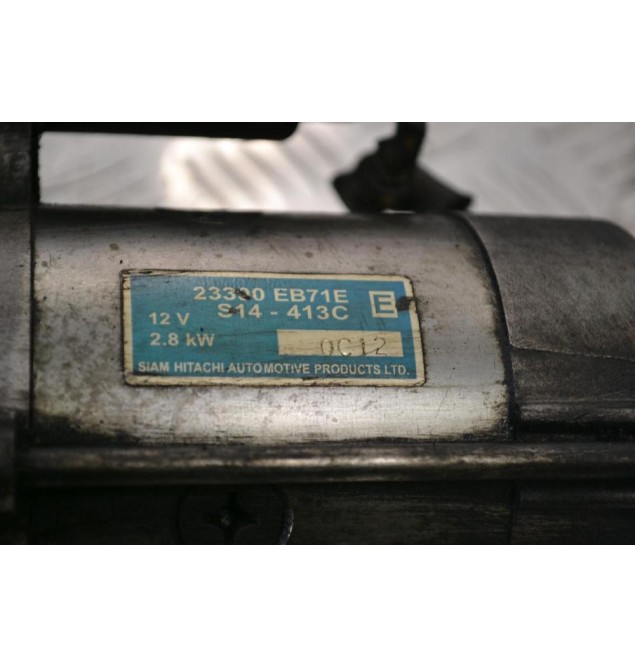 23300 EB71E
S14 - 413C E
12 V
2.8 kW 0C12
SIAM HITACHI AUTOMOTIVE PRODUCTS LTD.